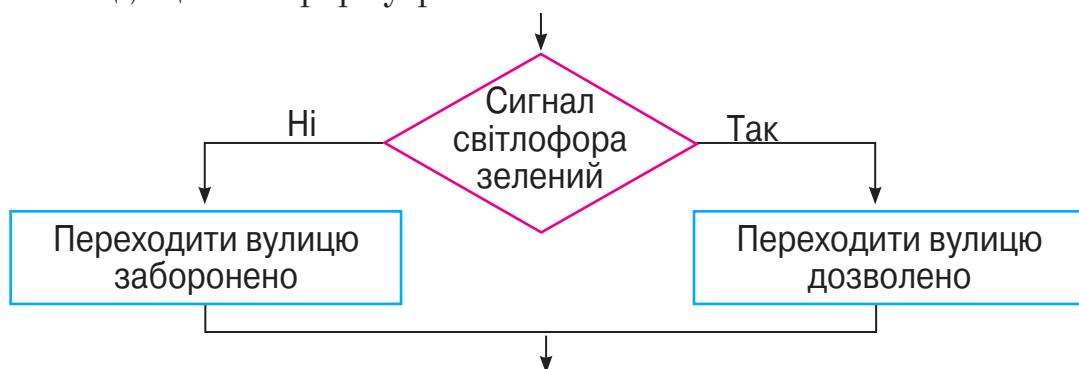 Сигнал
світлофора
зелений
Ні
Так
Переходити вулицю
заборонено
Переходити вулицю
дозволено